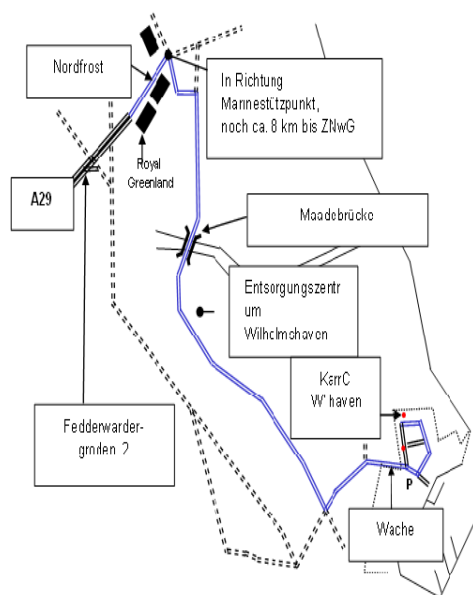 Nordfrost
In Richtung
Marinestützpunkt,
noch ca. 8 km bis ZNwG
Royal
Greenland
A29
Maadebrücke
Entsorgungszentr
um
Wilhelmshaven
KarrC
W'haven
Fedderwarder-
groden 2
P
Wache